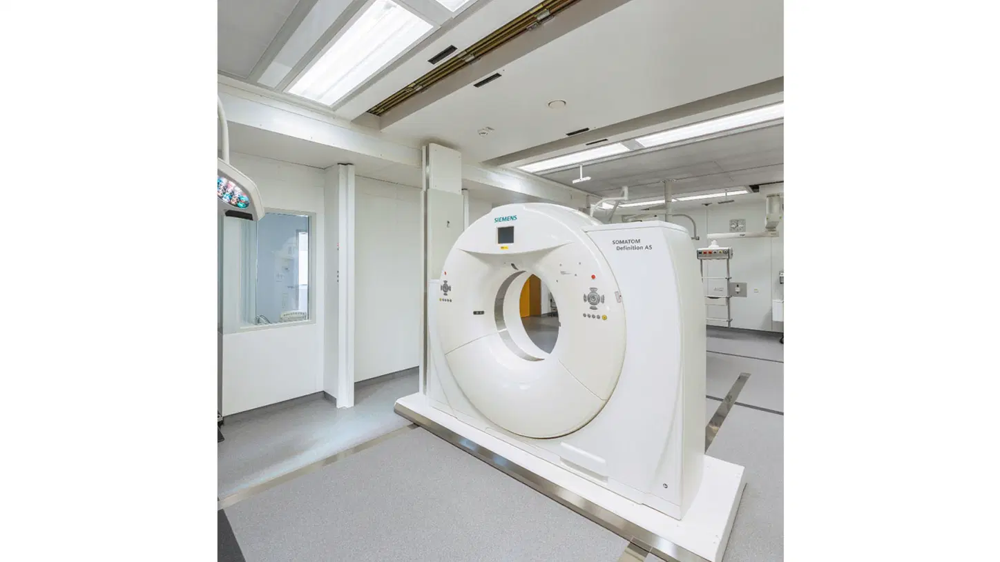 SIEMENS
SOMATOM
Definition AS